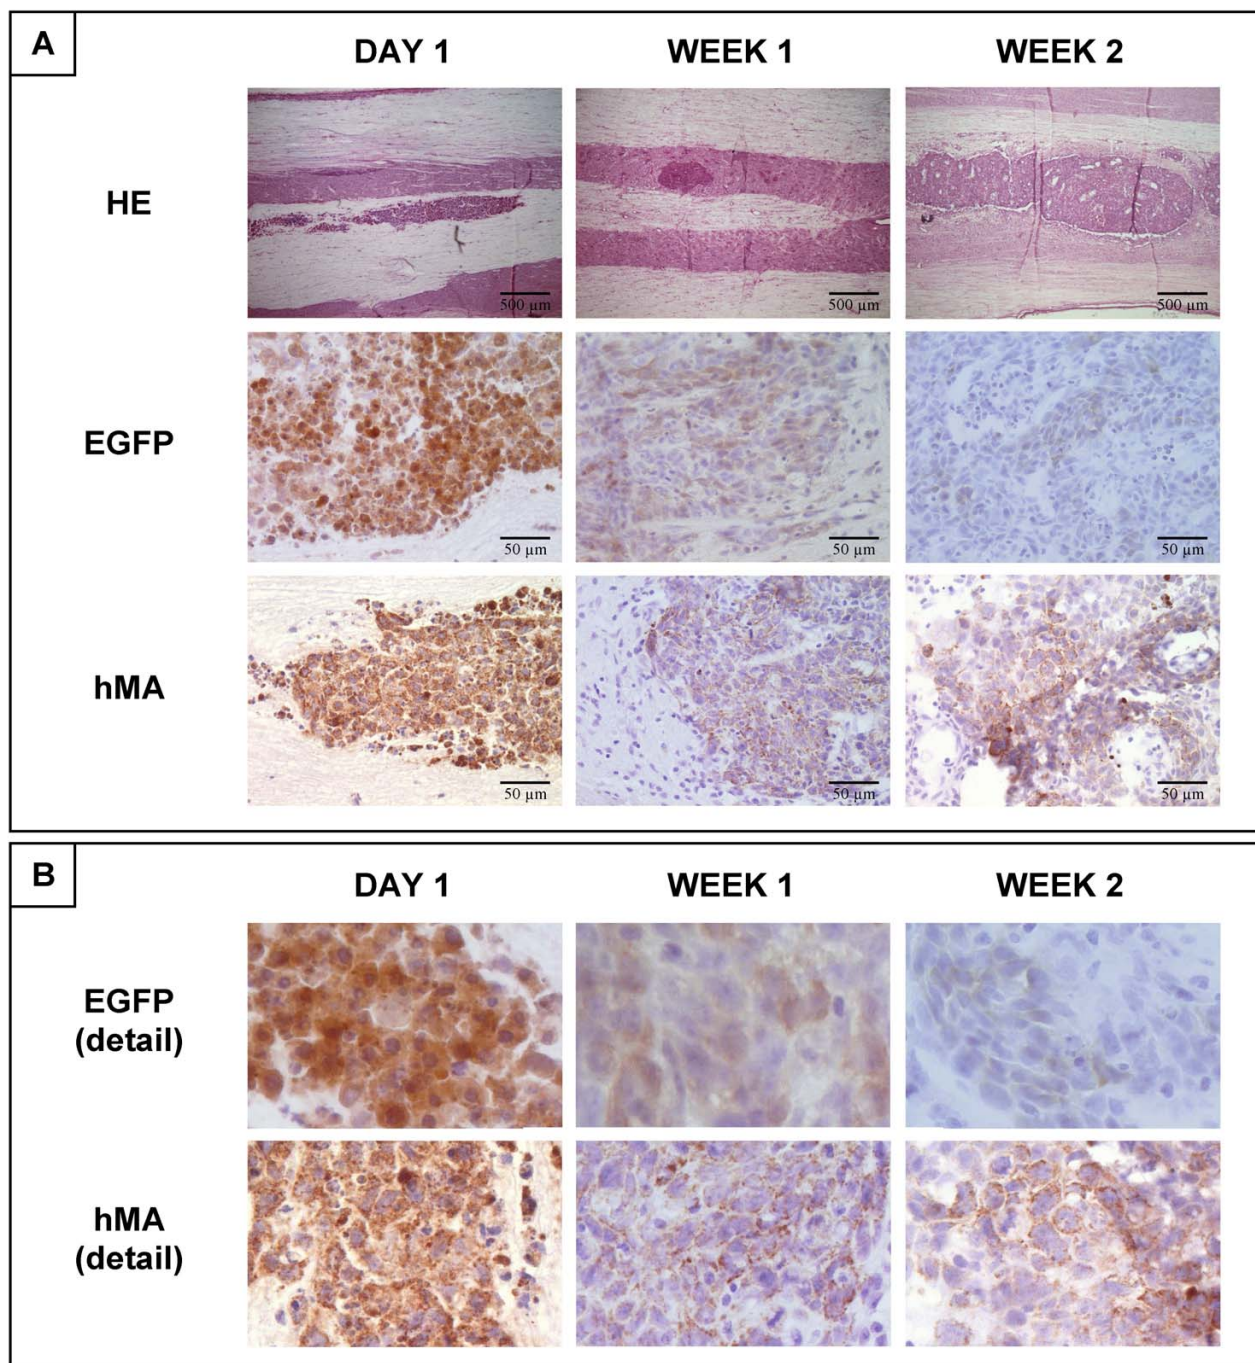 A
DAY 1 WEEK 1 WEEK 2
HE
500 µm 500 µm 500 µm
EGFP
50 µm 50 µm 50 µm
hMA
50 µm 50 µm 50 µm
B
DAY 1 WEEK 1 WEEK 2
EGFP
(detail)
hMA
(detail)